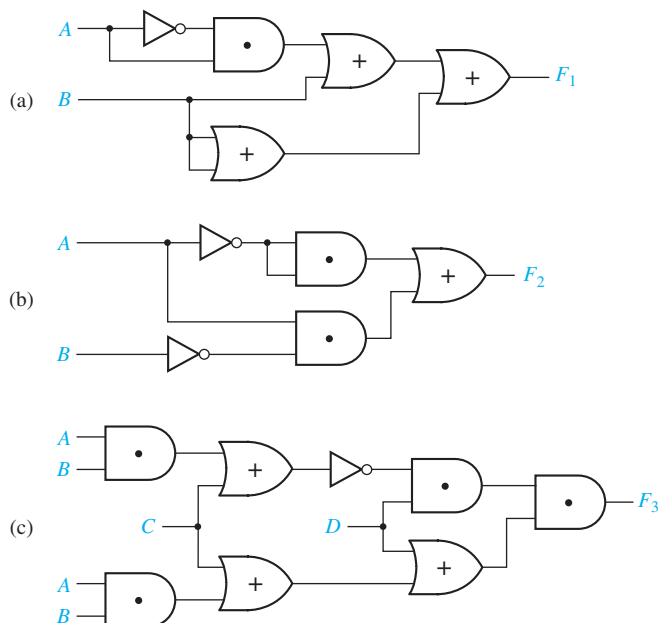 A
•
+
+
F1
(a)
B
+
A
•
+
F2
(b)
•
B
A
•
B
+
•
•
F3
(c)
C
D
A
•
B
+
+